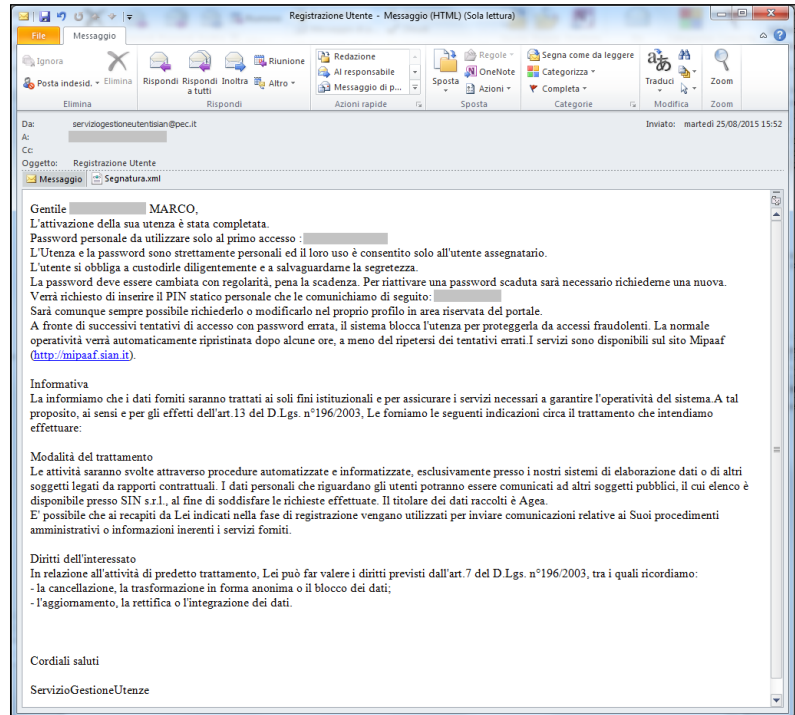 Registrazione Utente - Messaggio (HTML) (Sola lettura)
File Messaggio
Ignora
Posta indesid.
Elimina
Rispondi
Rispondi a tutti
Inoltra
Riunione
Altro
Redazione
Al responsabile
Messaggio di p...
Sposta
Regole
OneNote
Azioni
Segna come da leggere
Categorizza
Completa
Traduci
Zoom
Elimina Rispondi Azioni rapide Sposta Categorie Modifica Zoom
Da: serviziogestioneutentisian@pec.it Inviato: martedì 25/08/2015 15:52
A:
Cc:
Oggetto: Registrazione Utente
Messaggio Segnatura.xml
Gentile MARCO,
L'attivazione della sua utenza è stata completata.
Password personale da utilizzare solo al primo accesso :
L'Utenza e la password sono strettamente personali ed il loro uso è consentito solo all'utente assegnatario.
L'utente si obbliga a custodirle diligentemente e a salvaguardarne la segretezza.
La password deve essere cambiata con regolarità, pena la scadenza. Per riattivare una password scaduta sarà necessario richiederne una nuova.
Verrà richiesto di inserire il PIN statico personale che le comunichiamo di seguito:
Sarà comunque sempre possibile richiederlo o modificarlo nel proprio profilo in area riservata del portale.
A fronte di successivi tentativi di accesso con password errata, il sistema blocca l'utenza per proteggerla da accessi fraudolenti. La normale
operatività verrà automaticamente ripristinata dopo alcune ore, a meno del ripetersi dei tentativi errati.I servizi sono disponibili sul sito Mipaaf
(http://mipaaf.sian.it).
Informativa
La informiamo che i dati forniti saranno trattati ai soli fini istituzionali e per assicurare i servizi necessari a garantire l'operatività del sistema.A tal
proposito, ai sensi e per gli effetti dell'art.13 del D.Lgs. n°196/2003, Le forniamo le seguenti indicazioni circa il trattamento che intendiamo
effettuare:
Modalità del trattamento
Le attività saranno svolte attraverso procedure automatizzate e informatizzate, esclusivamente presso i nostri sistemi di elaborazione dati o di altri
soggetti legati da rapporti contrattuali. I dati personali che riguardano gli utenti potranno essere comunicati ad altri soggetti pubblici, il cui elenco è
disponibile presso SIN s.r.l., al fine di soddisfare le richieste effettuate. Il titolare dei dati raccolti è Agea.
E' possibile che ai recapiti da Lei indicati nella fase di registrazione vengano utilizzati per inviare comunicazioni relative ai Suoi procedimenti
amministrativi o informazioni inerenti i servizi forniti.
Diritti dell'interessato
In relazione all'attività di predetto trattamento, Lei può far valere i diritti previsti dall'art.7 del D.Lgs. n°196/2003, tra i quali ricordiamo:
- la cancellazione, la trasformazione in forma anonima o il blocco dei dati;
- l'aggiornamento, la rettifica o l'integrazione dei dati.
Cordiali saluti
ServizioGestioneUtenze